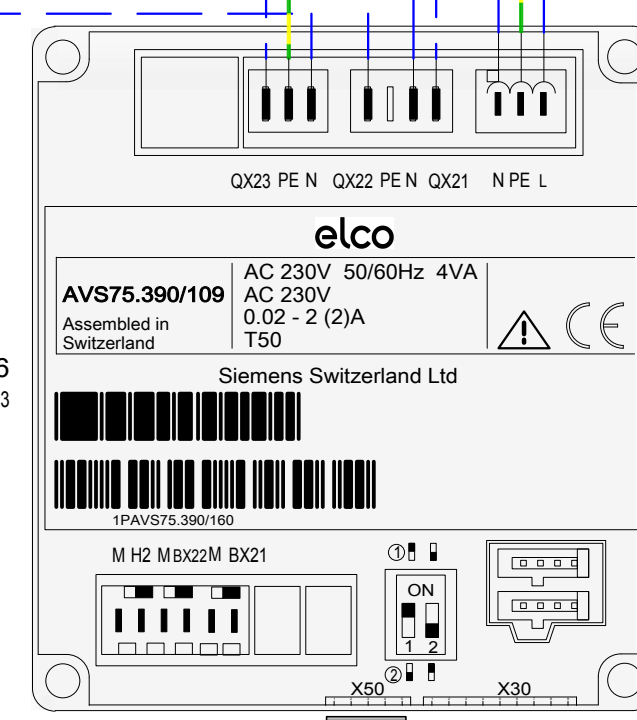 QX23 PE N QX22 PE N QX21 N PE L
elco
AVS75.390/109
Assembled in
Switzerland
AC 230V 50/60Hz 4VA
AC 230V
0.02 - 2 (2)A
T50
CE
6
3
Siemens Switzerland Ltd
1PAVS75.390/160
M H2 M BX22 M BX21
1
ON
1 2
2
X50 X30